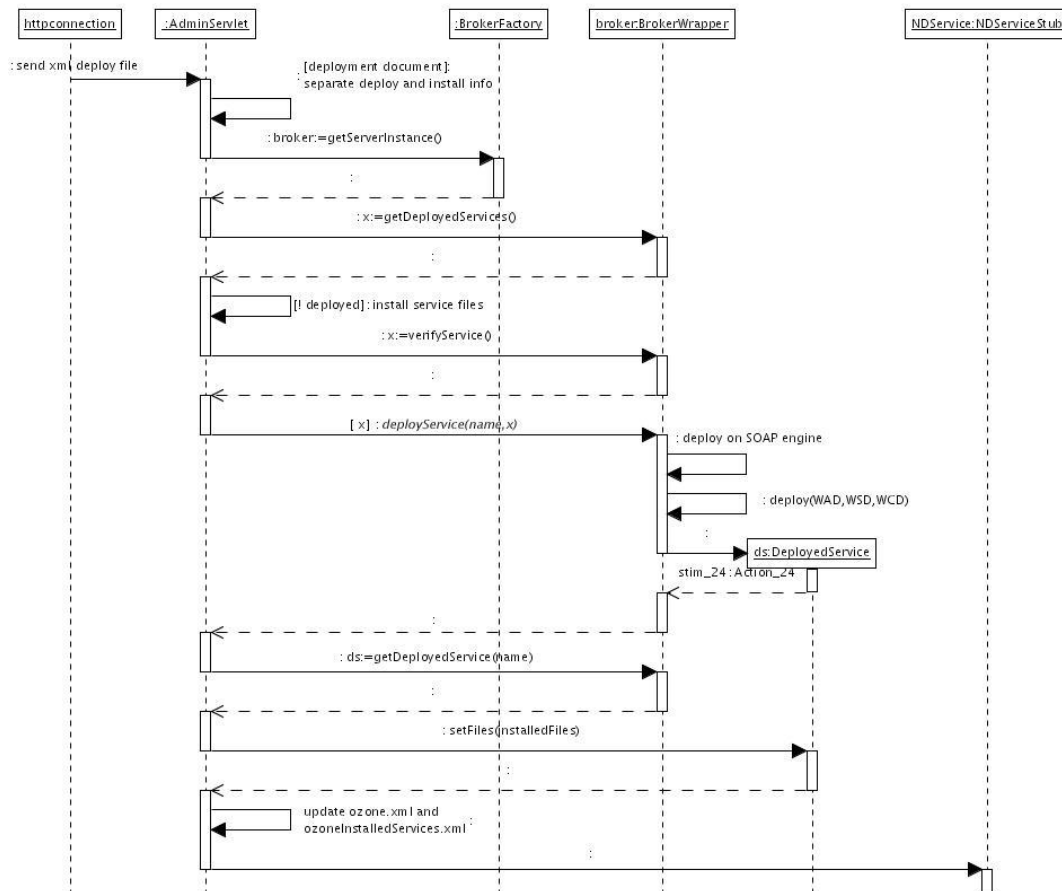 httpconnection
:AdminServlet
:BrokerFactory
broker:BrokerWrapper
NDService:NDServiceStub
: send xml deploy file
[deployment document]:
:
separate deploy and install info
: broker:=getServerInstance()
:
: x:=getDeployedServices()
:
[! deployed] : install service files
: x:=verifyService()
:
[ x] : deployService(name,x)
: deploy on SOAP engine
: deploy(WAD,WSD,WCD)
:
ds:DeployedService
stim_24 : Action_24
:
: ds:=getDeployedService(name)
:
: setFiles(installedFiles)
:
update ozone.xml and
ozoneInstalledServices.xml :
: